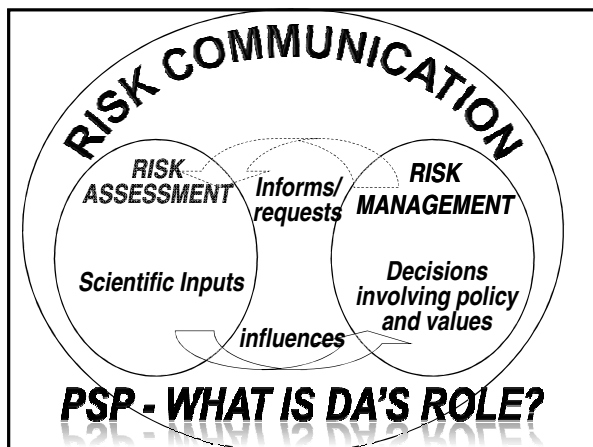 RISK COMMUNICATION
RISK
ASSESSMENT
Informs/
requests
RISK
MANAGEMENT
Scientific Inputs
Decisions
involving policy
and values
influences
PSP - WHAT IS DA'S ROLE?